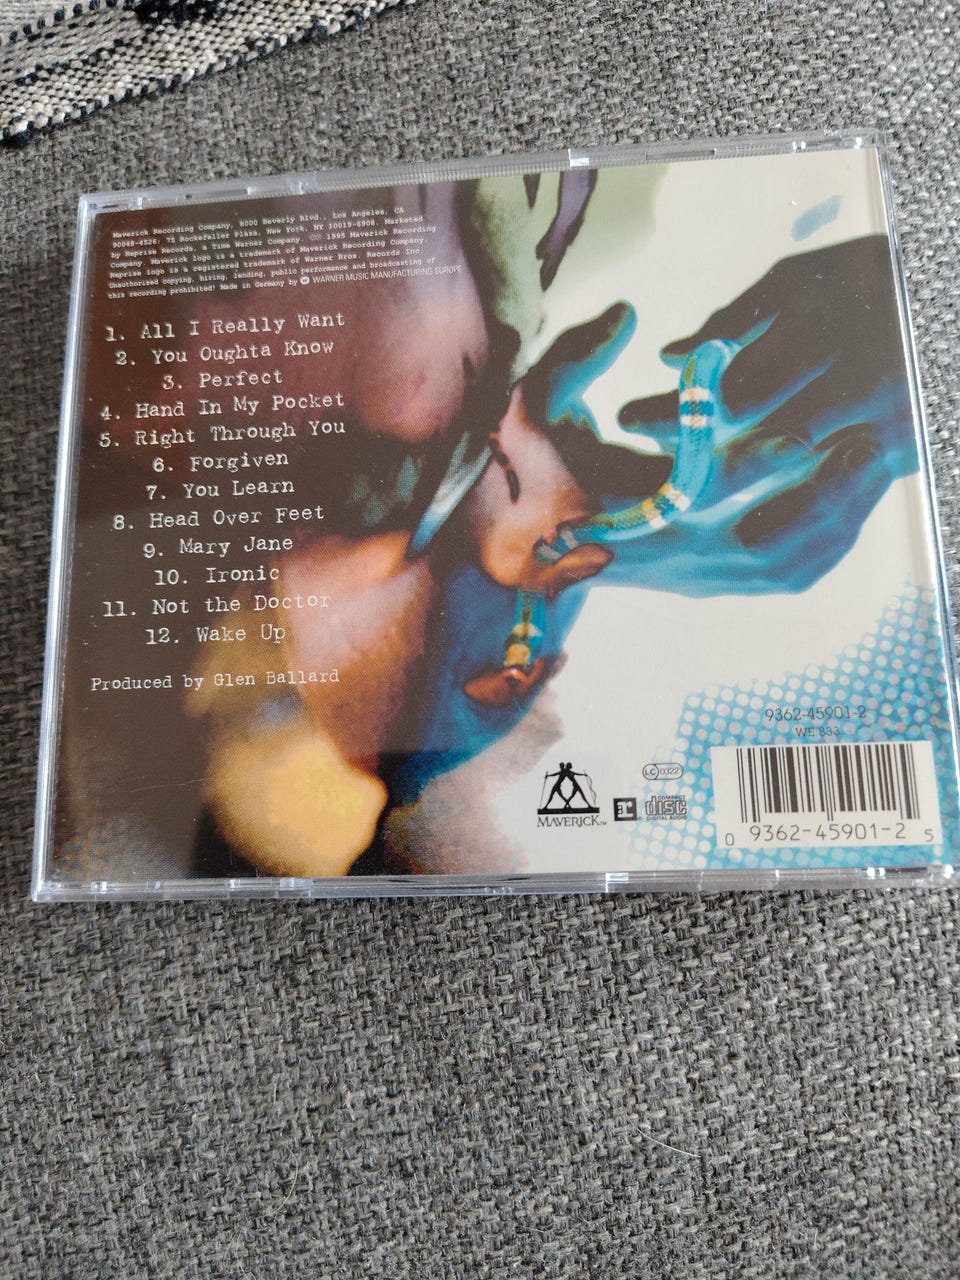 Maverick Recording Company, 8000 Beverly Blvd., Los Angeles, CA
90048-4526; 75 Rockefeller Plaza, New York, NY 10019-6908. Marketed
by Reprise Records, a Time Warner Company. ℗© 1995 Maverick Recording
Company. Maverick logo is a trademark of Maverick Recording Company.
Reprise logo is a registered trademark of Warner Bros. Records Inc.
Unauthorized copying, hiring, lending, public performance and broadcasting of
this recording prohibited! Made in Germany by WARNER MUSIC MANUFACTURING EUROPE
1. All I Really Want
2. You Oughta Know
3. Perfect
4. Hand In My Pocket
5. Right Through You
6. Forgiven
7. You Learn
8. Head Over Feet
9. Mary Jane
10. Ironic
11. Not the Doctor
12. Wake Up
Produced by Glen Ballard
9362-45901-2
WE 833
LC 0322
MAVERICK TM
r
COMPACT
disc
DIGITAL AUDIO
0 9362-45901-2 5